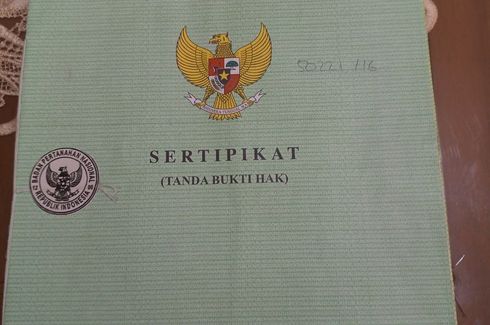 50221/16
SERTIPIKAT
(TANDA BUKTI HAK)
BADAN PERTANAHAN NASIONAL
REPUBLIK INDONESIA